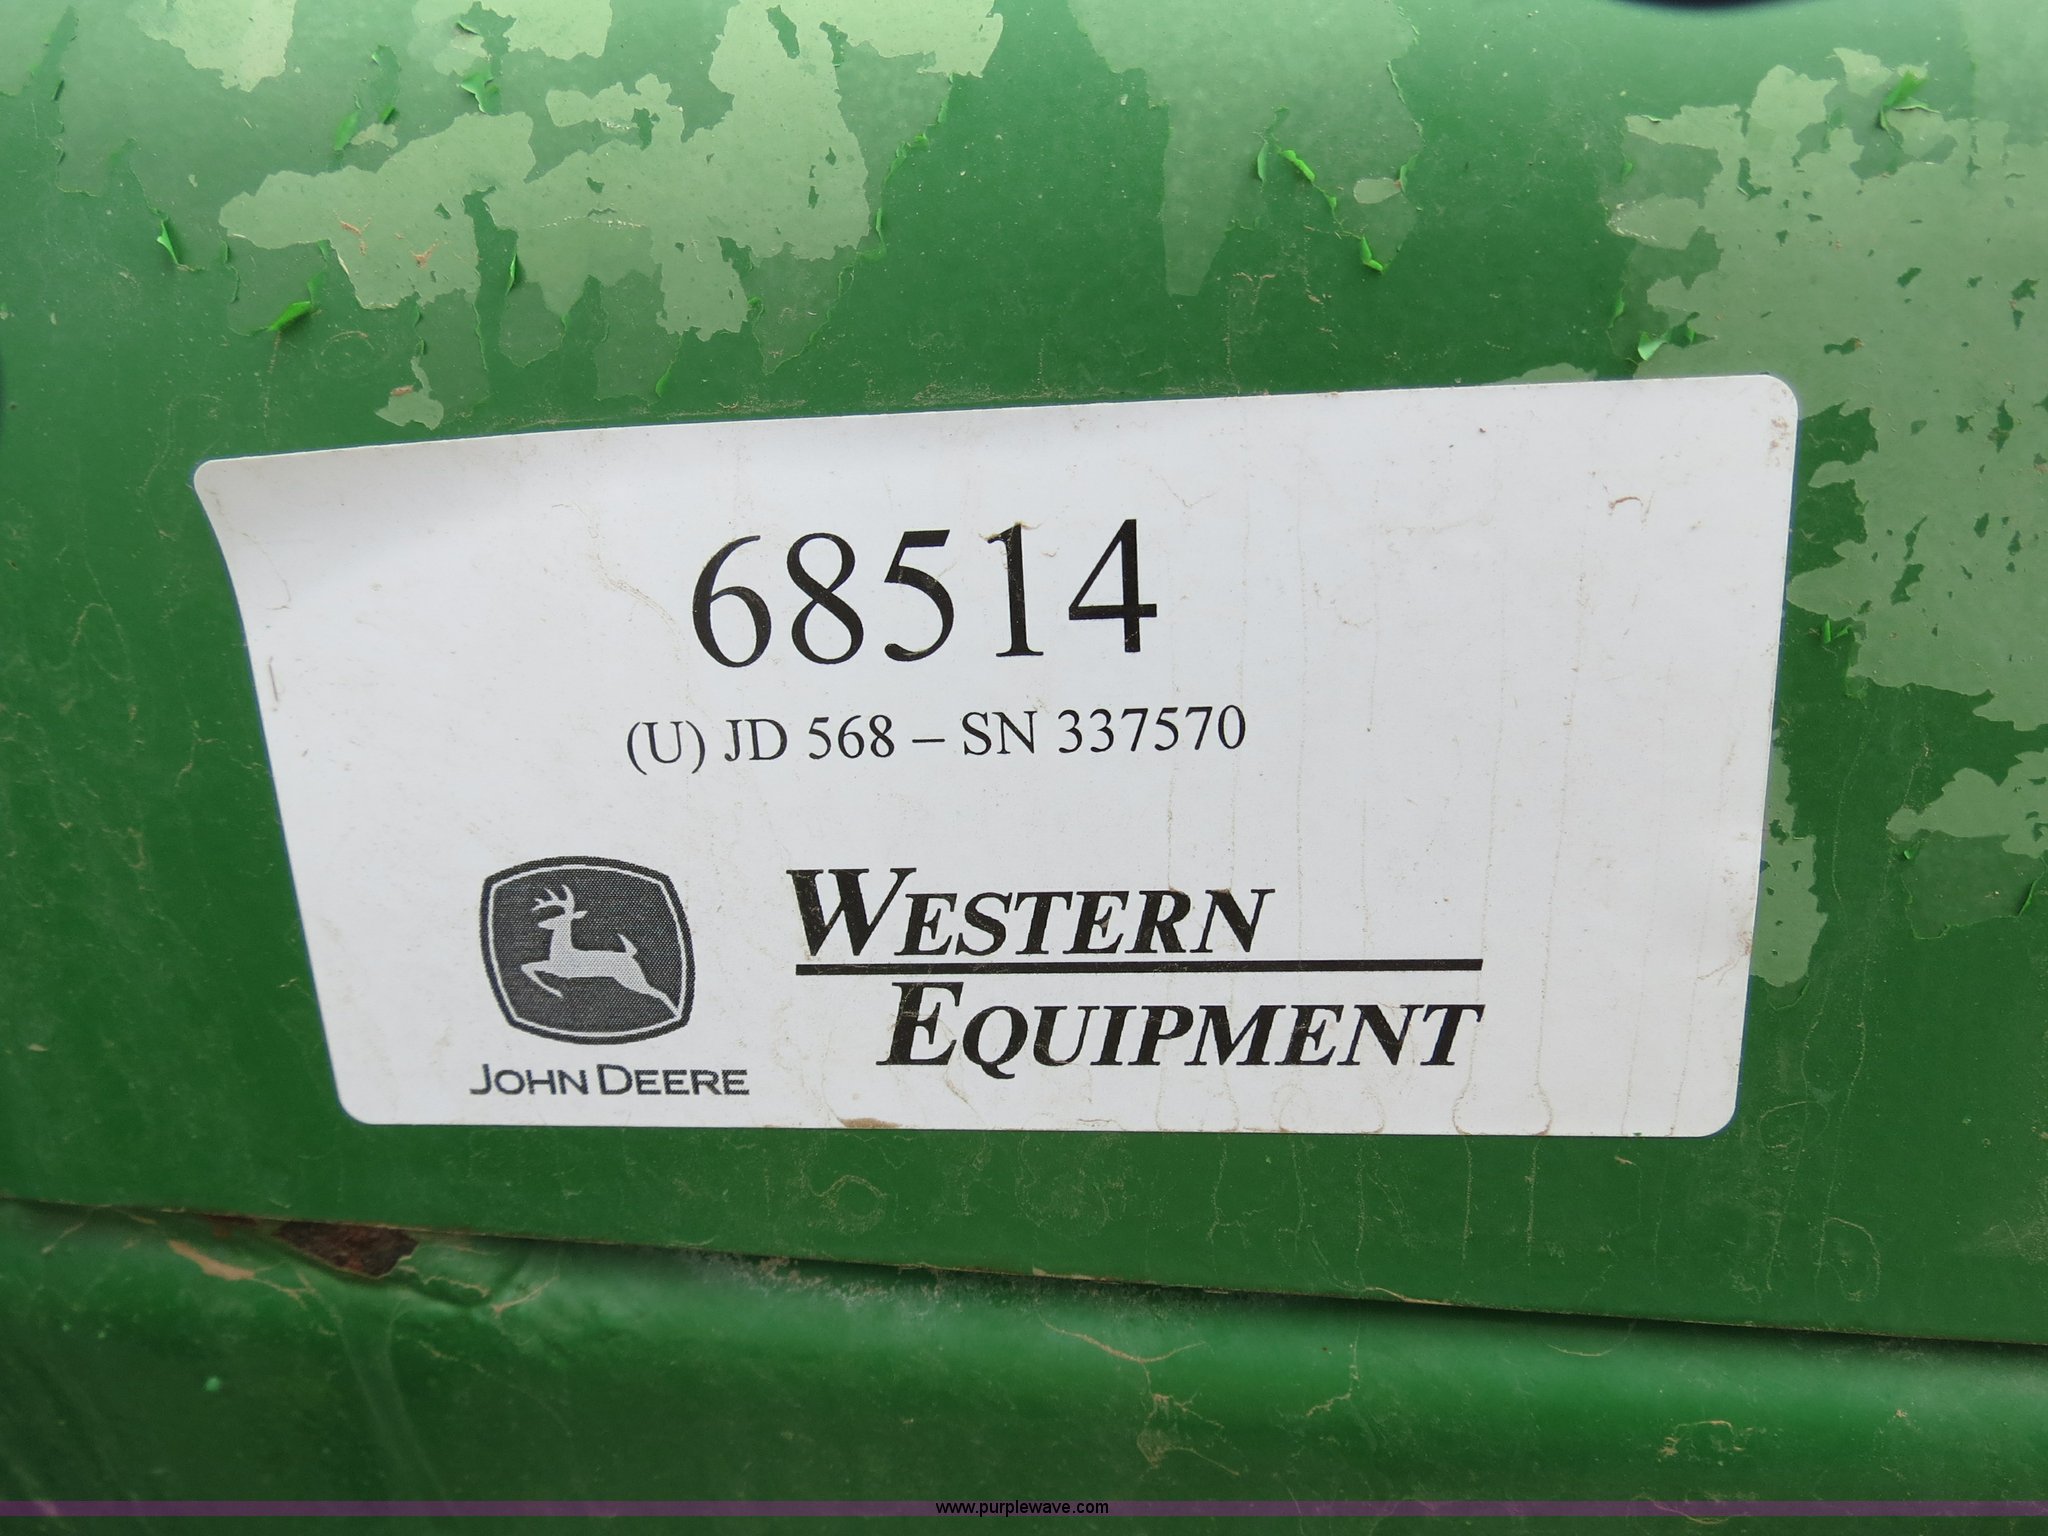 68514
(U) JD 568 – SN 337570
WESTERN
EQUIPMENT
JOHN DEERE
www.purplewave.com